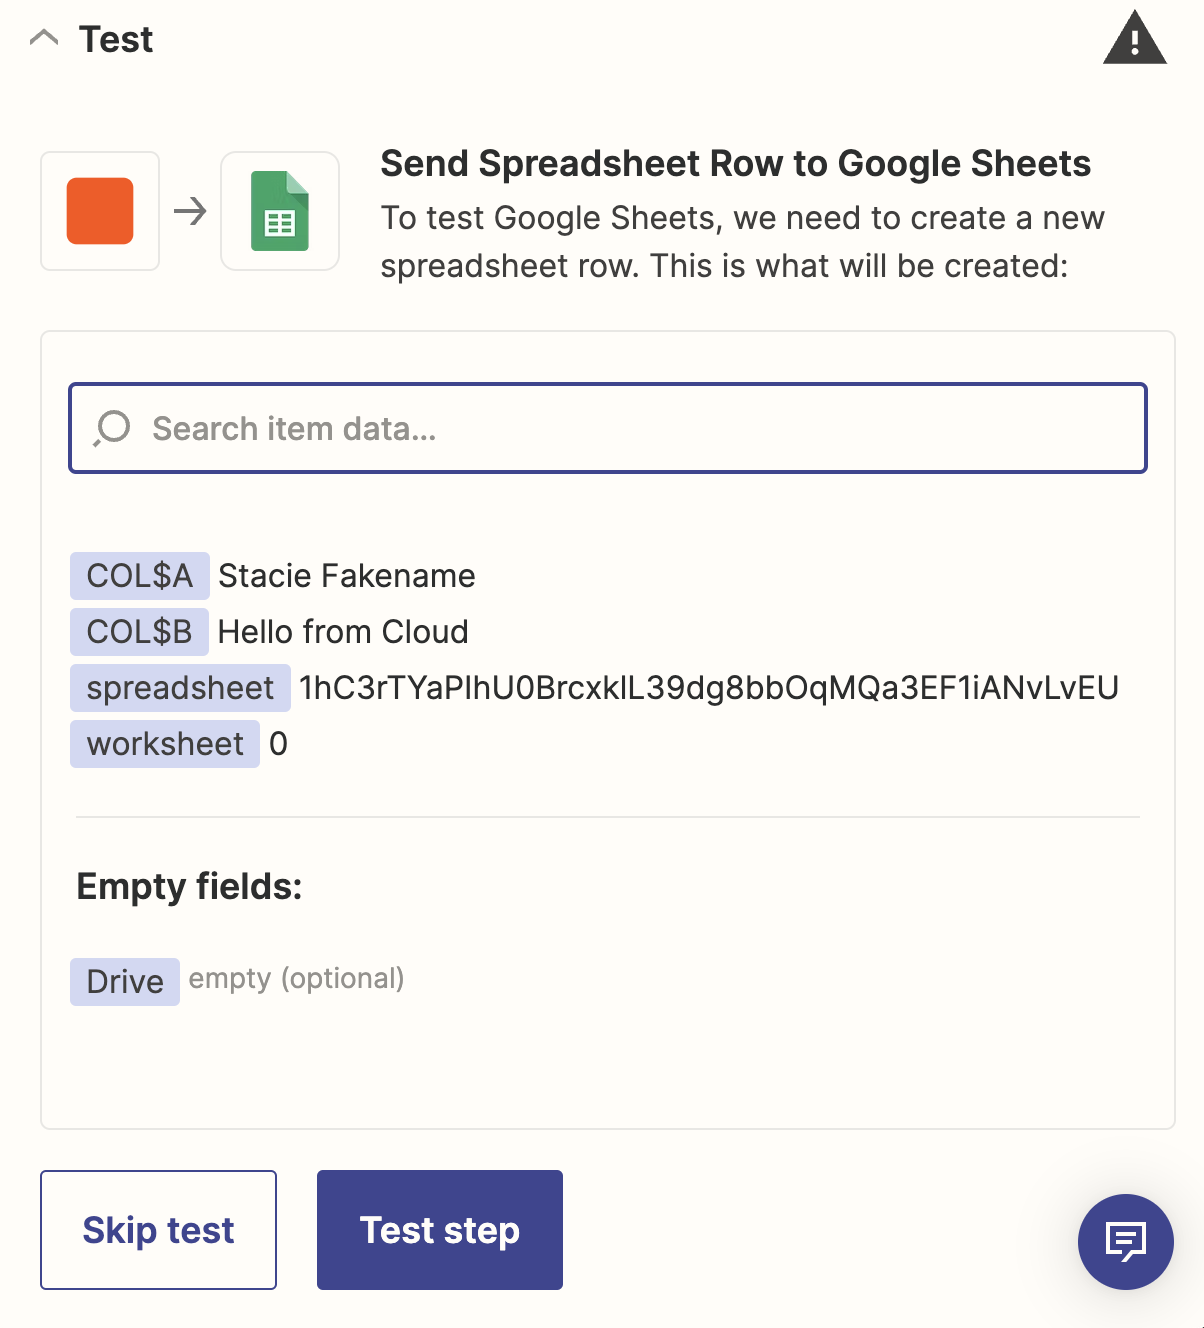 Test
Send Spreadsheet Row to Google Sheets
To test Google Sheets, we need to create a new
spreadsheet row. This is what will be created:
Search item data...
COL$A Stacie Fakename
COL$B Hello from Cloud
spreadsheet 1hC3rTYaPIhU0BrcxklL39dg8bbOqMQa3EF1iANvLvEU
worksheet 0
Empty fields:
Drive empty (optional)
Skip test Test step